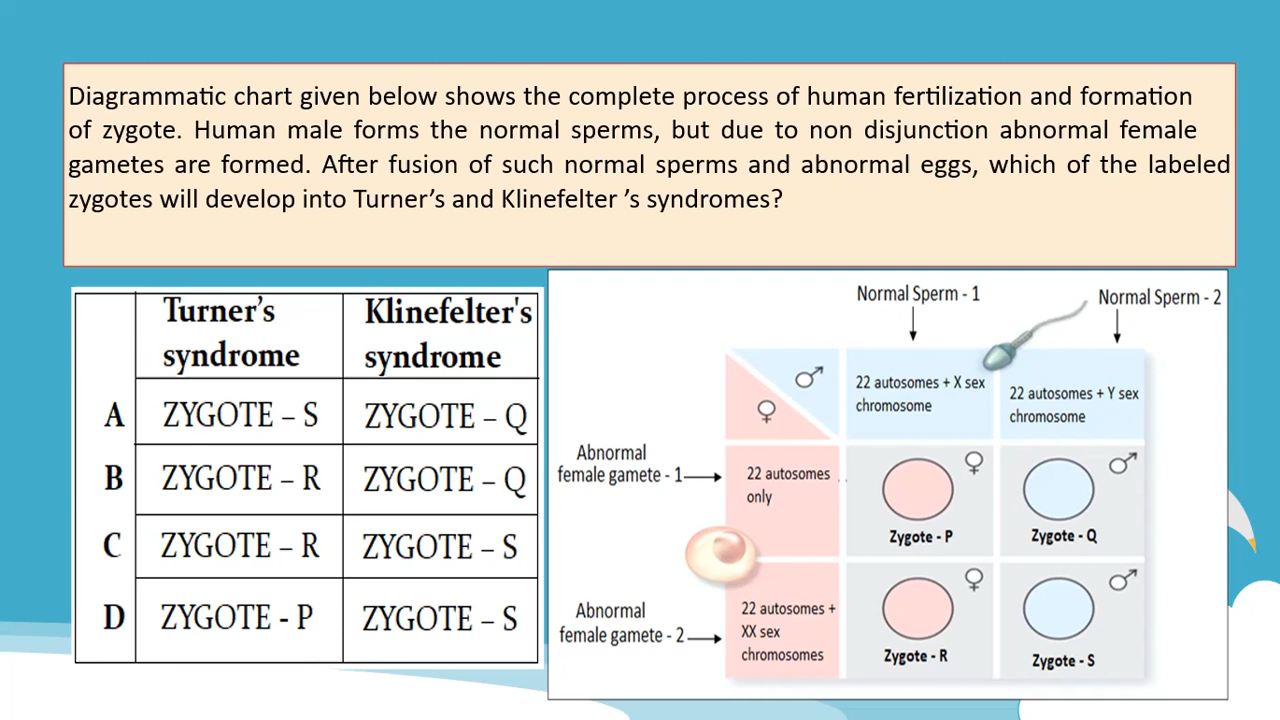 Diagrammatic chart given below shows the complete process of human fertilization and formation
of zygote. Human male forms the normal sperms, but due to non disjunction abnormal female
gametes are formed. After fusion of such normal sperms and abnormal eggs, which of the labeled
zygotes will develop into Turner’s and Klinefelter ’s syndromes?
Turner’s syndrome
Klinefelter's syndrome
A ZYGOTE – S ZYGOTE – Q
B ZYGOTE – R ZYGOTE – Q
C ZYGOTE – R ZYGOTE – S
D ZYGOTE - P ZYGOTE – S
Normal Sperm - 1
Normal Sperm - 2
♂
♀
22 autosomes + X sex
chromosome
22 autosomes + Y sex
chromosome
Abnormal
female gamete - 1
22 autosomes
only
♀
Zygote - P
♂
Zygote - Q
Abnormal
female gamete - 2
22 autosomes +
XX sex
chromosomes
♀
Zygote - R
♂
Zygote - S